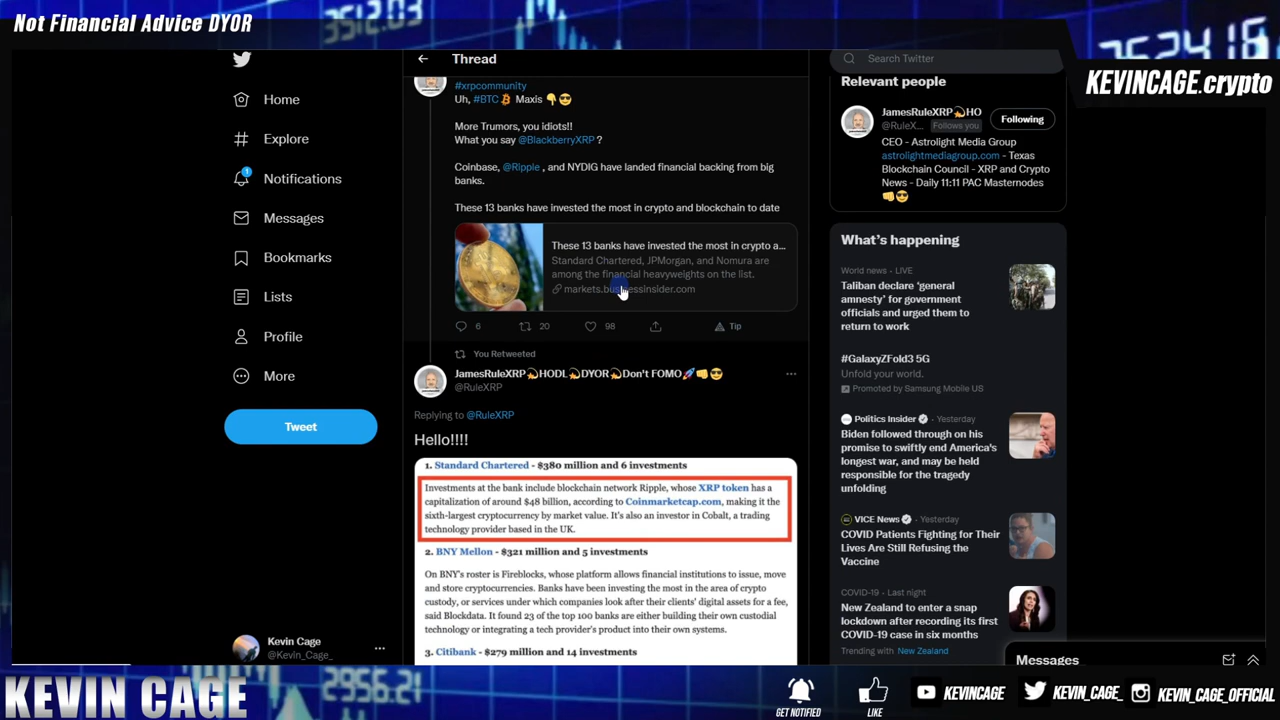 Not Financial Advice DYOR
3512.03
3524.16
KEVINCAGE.crypto
Home
Explore
1
Notifications
Messages
Bookmarks
Lists
Profile
More
Tweet
Kevin Cage
@Kevin_Cage_
Thread
#xrpcommunity
Uh, #BTC Maxis 👇😎
More Trumors, you idiots!!
What you say @BlackberryXRP ?
Coinbase, @Ripple , and NYDIG have landed financial backing from big
banks.
These 13 banks have invested the most in crypto and blockchain to date
These 13 banks have invested the most in crypto a...
Standard Chartered, JPMorgan, and Nomura are
among the financial heavyweights on the list.
markets.businessinsider.com
6 20 98 Tip
You Retweeted
JamesRuleXRP💫HODL💫DYOR💫Don't FOMO🚀👊😎
@RuleXRP
Replying to @RuleXRP
Hello!!!!
1. Standard Chartered - $380 million and 6 investments
Investments at the bank include blockchain network Ripple, whose XRP token has a
capitalization of around $48 billion, according to Coinmarketcap.com, making it the
sixth-largest cryptocurrency by market value. It's also an investor in Cobalt, a trading
technology provider based in the UK.
2. BNY Mellon - $321 million and 5 investments
On BNY's roster is Fireblocks, whose platform allows financial institutions to issue, move
and store cryptocurrencies. Banks have been investing the most in the area of crypto
custody, or services under which companies look after their clients' digital assets for a fee,
said Blockdata. It found 23 of the top 100 banks are either building their own custodial
technology or integrating a tech provider's product into their own systems.
3. Citibank - $279 million and 14 investments
Search Twitter
Relevant people
JamesRuleXRP💫HO
@RuleX... Follows you
Following
CEO - Astrolight Media Group
astrolightmediagroup.com - Texas
Blockchain Council - XRP and Crypto
News - Daily 11:11 PAC Masternodes
👊😎
What's happening
World news - LIVE
Taliban declare 'general
amnesty' for government
officials and urged them to
return to work
#GalaxyZFold3 5G
Unfold your world.
Promoted by Samsung Mobile US
Politics Insider - Yesterday
Biden followed through on his
promise to swiftly end America's
longest war, and may be held
responsible for the tragedy
unfolding
VICE News - Yesterday
COVID Patients Fighting for
Their Lives Are Still Refusing the
Vaccine
COVID-19 - Last night
New Zealand to enter a snap
lockdown after recording its first
COVID-19 case in six months
Trending with New Zealand
Messages
KEVIN CAGE
2956.21
GET NOTIFIED
LIKE
KEVINCAGE
KEVIN_CAGE_
KEVIN_CAGE_OFFICIAL